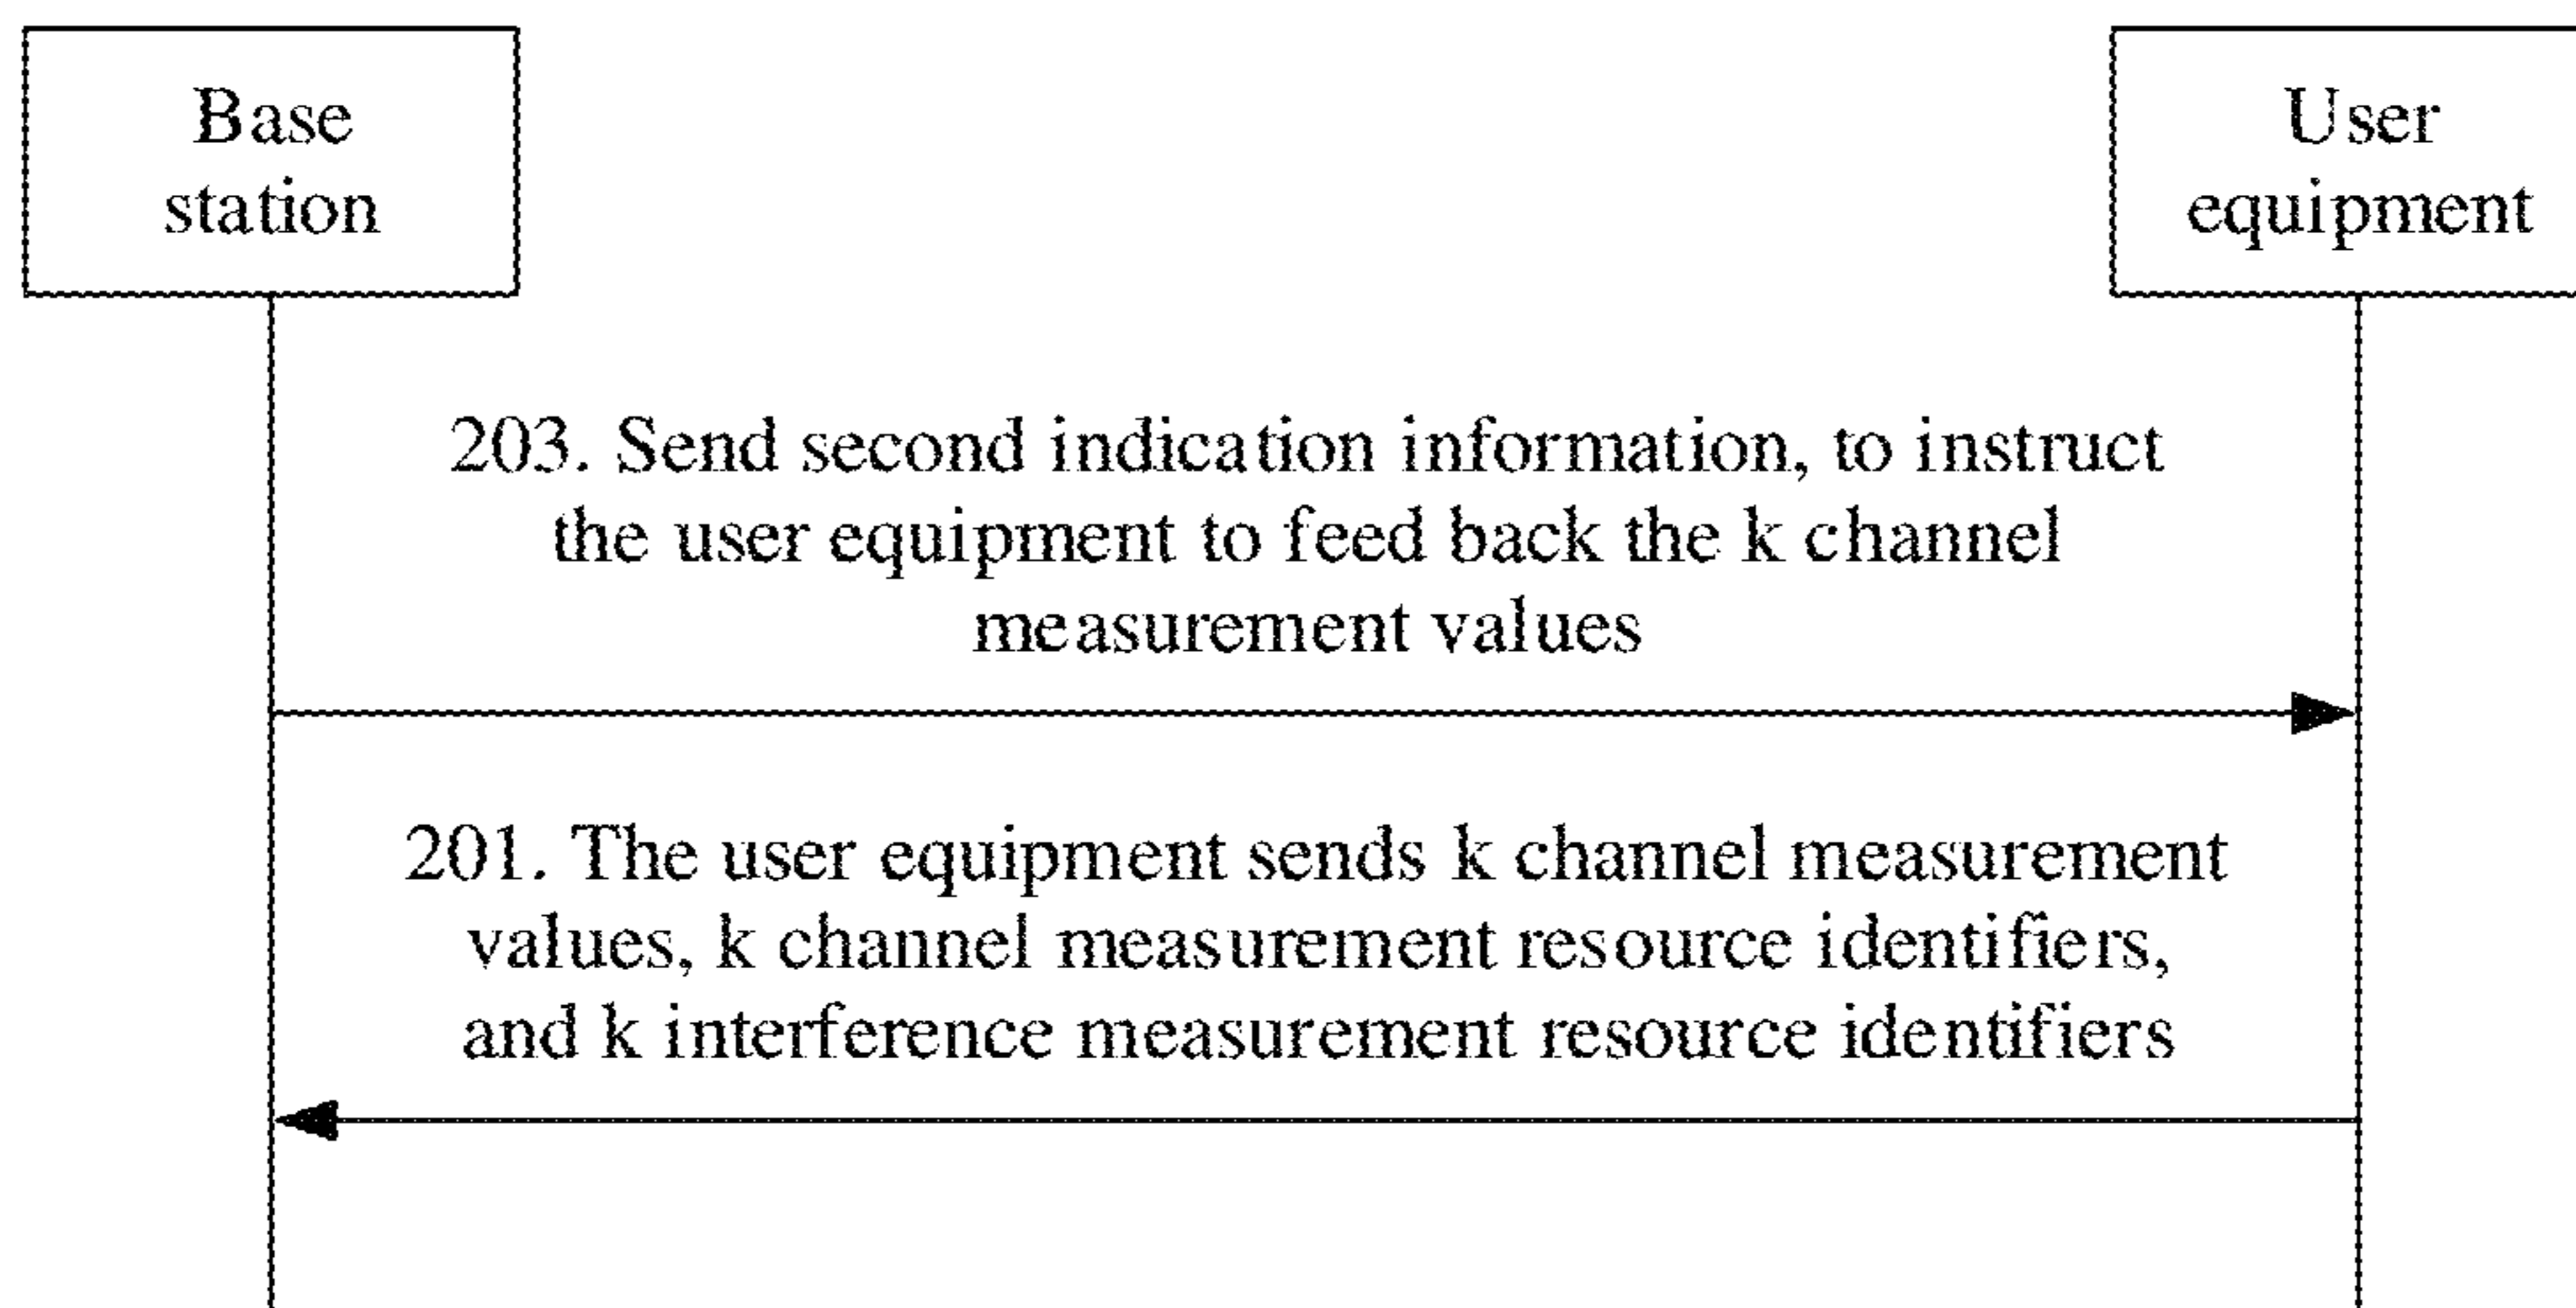 Base
station
User
equipment
203. Send second indication information, to instruct
the user equipment to feed back the k channel
measurement values
201. The user equipment sends k channel measurement
values, k channel measurement resource identifiers,
and k interference measurement resource identifiers